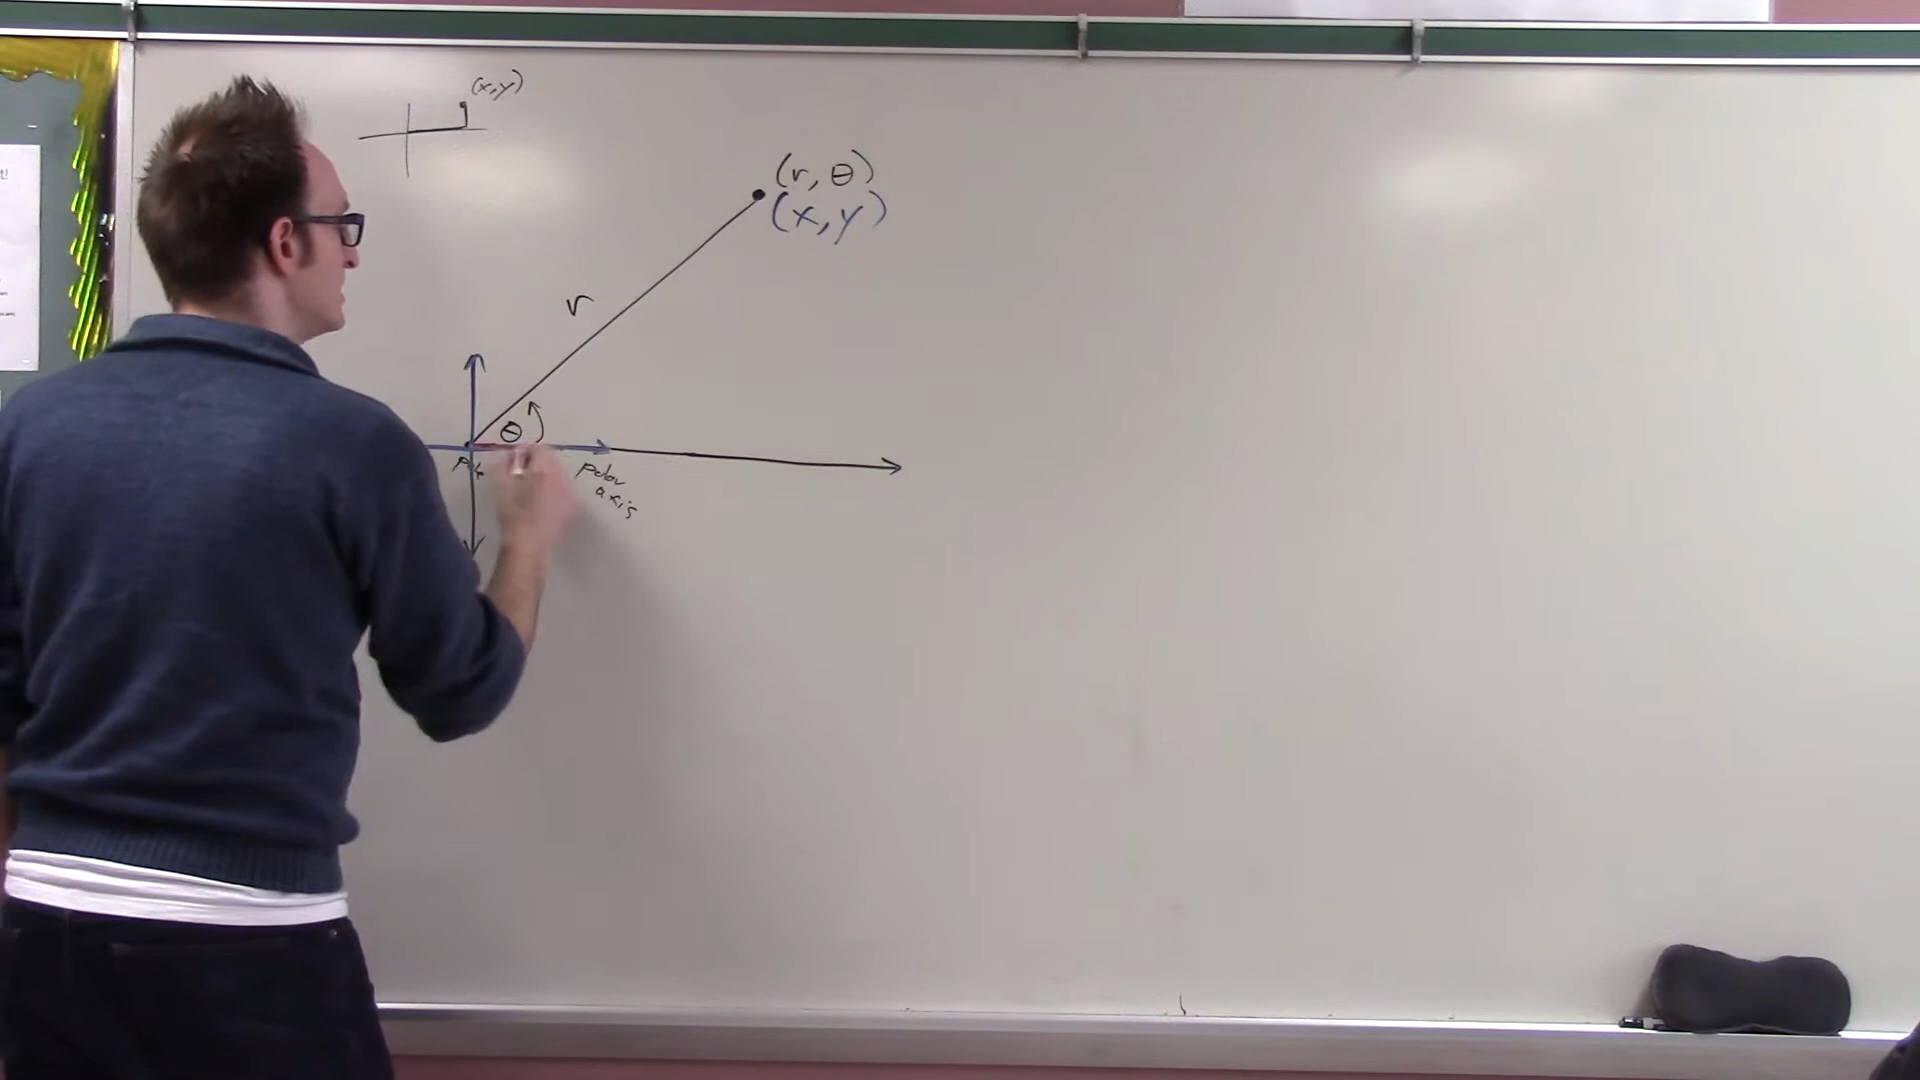 (x,y)
(r, θ)
(x,y)
r
θ
polar
axis